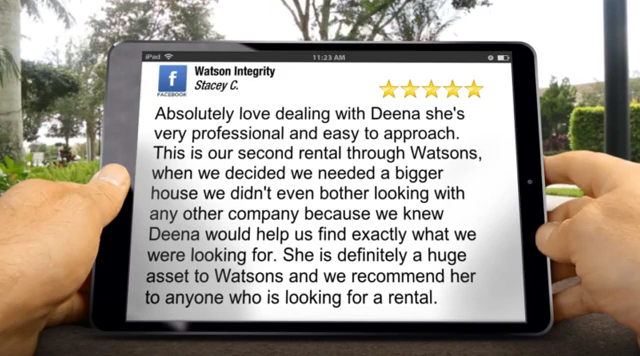 iPod 11:23 AM
Watson Integrity
Stacey C.
f
FACEBOOK
Absolutely love dealing with Deena she's
very professional and easy to approach.
This is our second rental through Watsons,
when we decided we needed a bigger
house we didn't even bother looking with
any other company because we knew
Deena would help us find exactly what we
were looking for. She is definitely a huge
asset to Watsons and we recommend her
to anyone who is looking for a rental.